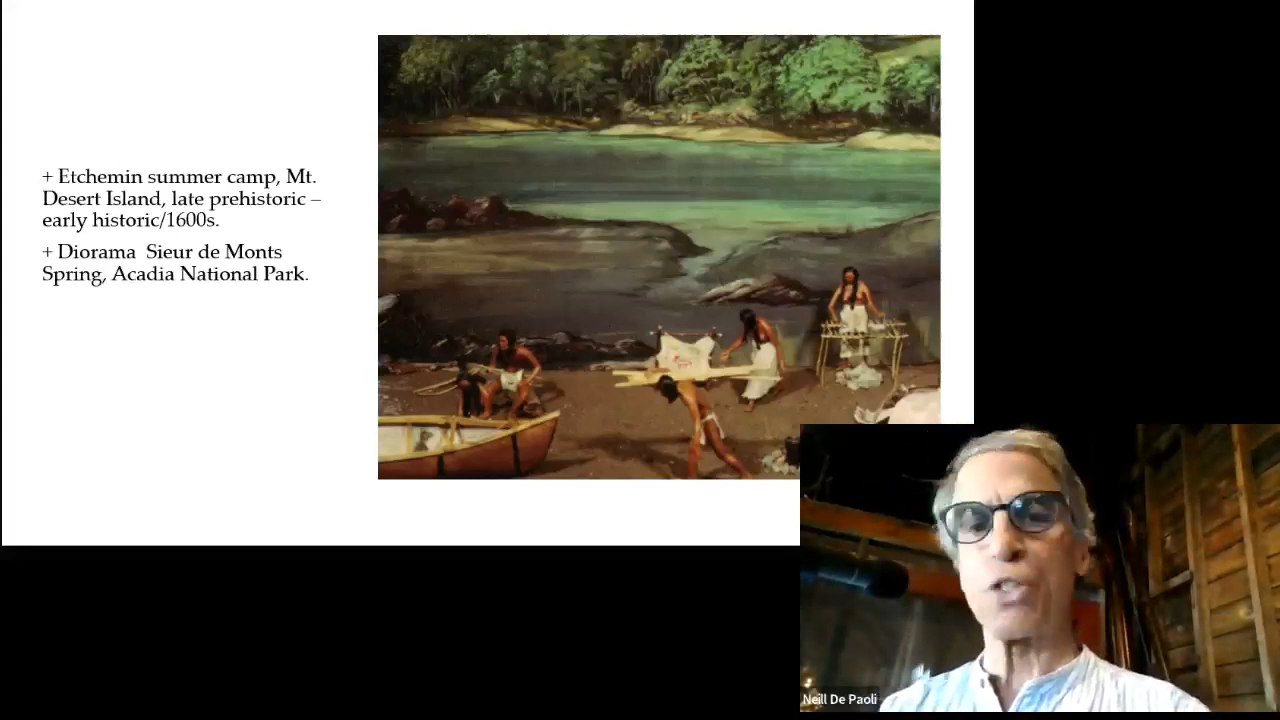 + Etchemin summer camp, Mt.
Desert Island, late prehistoric –
early historic/1600s.
+ Diorama  Sieur de Monts
Spring, Acadia National Park.
Neill De Paoli